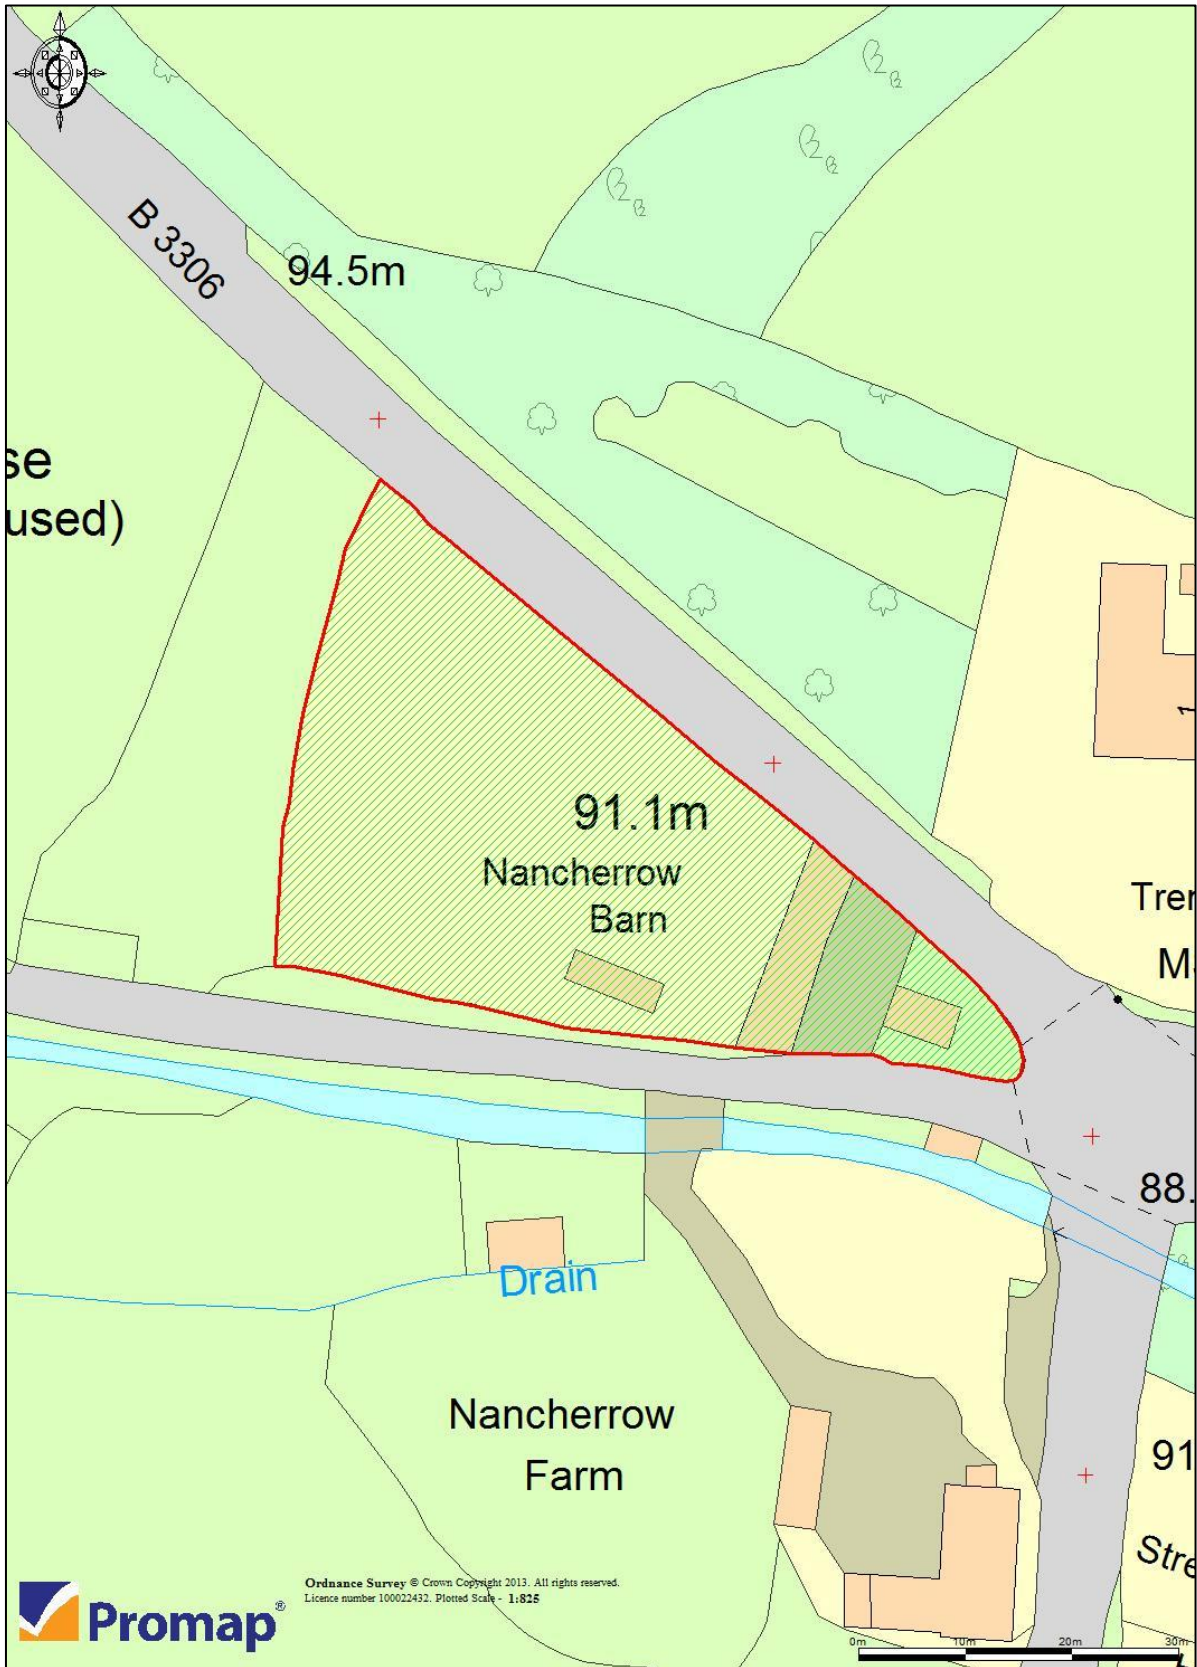 B 3306
94.5m
se
used)
91.1m
Nancherrow
Barn
Trer
88.
Drain
Nancherrow
Farm
91
Stre
Promap®
Ordnance Survey © Crown Copyright 2013. All rights reserved.
Licence number 100022432. Plotted Scale - 1:825
0m 10m 20m 30m